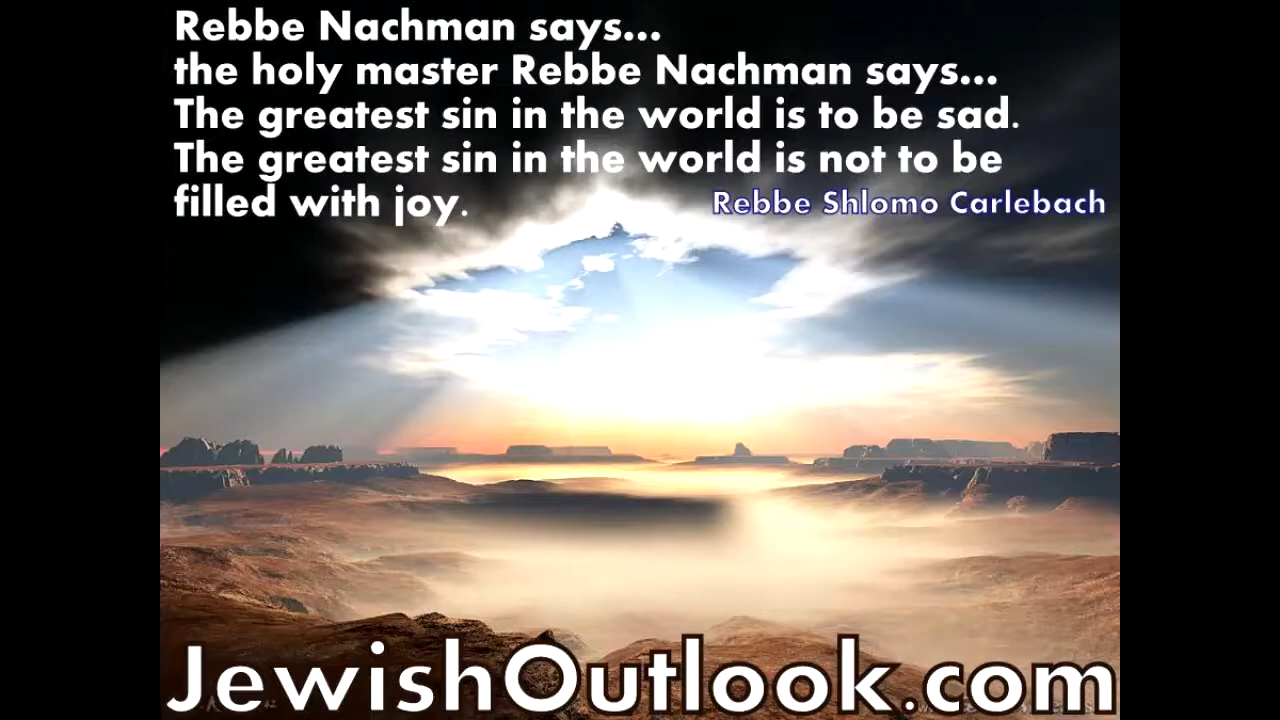 Rebbe Nachman says...
the holy master Rebbe Nachman says...
The greatest sin in the world is to be sad.
The greatest sin in the world is not to be
filled with joy.
Rebbe Shlomo Carlebach
JewishOutlook.com